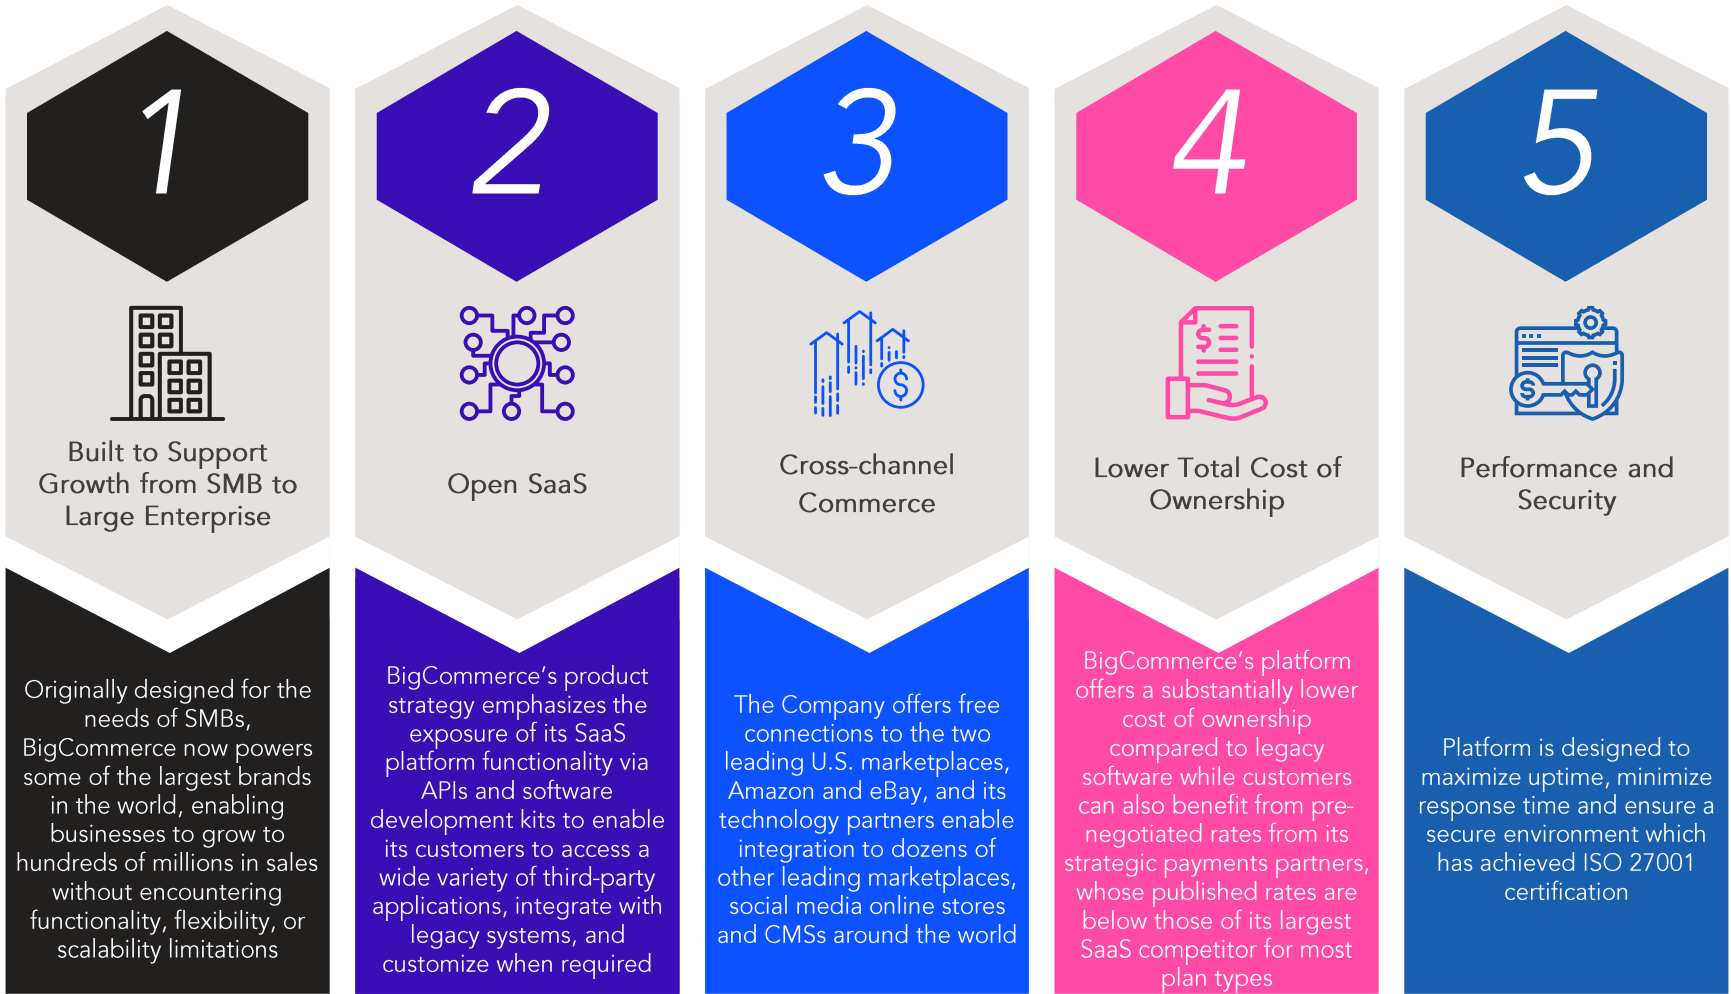 1
Built to Support
Growth from SMB to
Large Enterprise
Originally designed for the
needs of SMBs,
BigCommerce now powers
some of the largest brands
in the world, enabling
businesses to grow to
hundreds of millions in sales
without encountering
functionality, flexibility, or
scalability limitations
2
Open SaaS
BigCommerce’s product
strategy emphasizes the
exposure of its SaaS
platform functionality via
APIs and software
development kits to enable
its customers to access a
wide variety of third-party
applications, integrate with
legacy systems, and
customize when required
3
$
Cross-channel
Commerce
The Company offers free
connections to the two
leading U.S. marketplaces,
Amazon and eBay, and its
technology partners enable
integration to dozens of
other leading marketplaces,
social media online stores
and CMSs around the world
4
$
Lower Total Cost of
Ownership
BigCommerce’s platform
offers a substantially lower
cost of ownership
compared to legacy
software while customers
can also benefit from pre-
negotiated rates from its
strategic payments partners,
whose published rates are
below those of its largest
SaaS competitor for most
plan types
5
$
Performance and
Security
Platform is designed to
maximize uptime, minimize
response time and ensure a
secure environment which
has achieved ISO 27001
certification